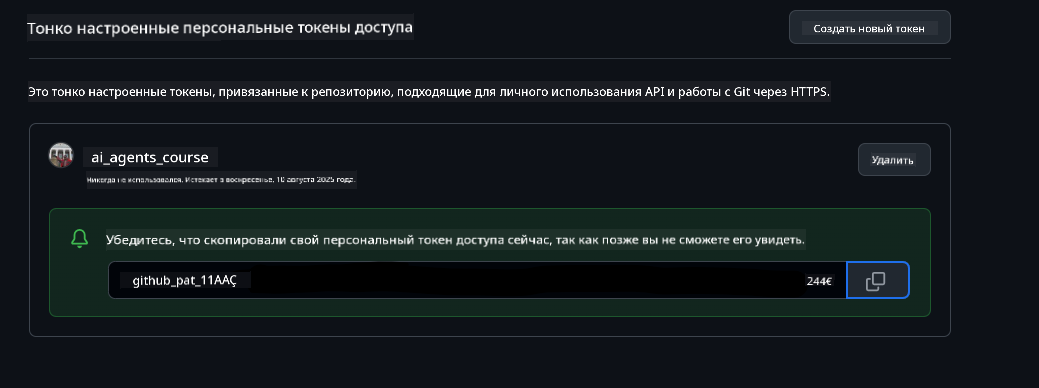 Тонко настроенные персональные токены доступа
Создать новый токен
Это тонко настроенные токены, привязанные к репозиторию, подходящие для личного использования API и работы с Git через HTTPS.
ai_agents_course
Удалить
Никогда не использовался. Истекает в воскресенье, 10 августа 2025 года.
Убедитесь, что скопировали свой персональный токен доступа сейчас, так как позже вы не сможете его увидеть.
github_pat_11AAÇ
244€